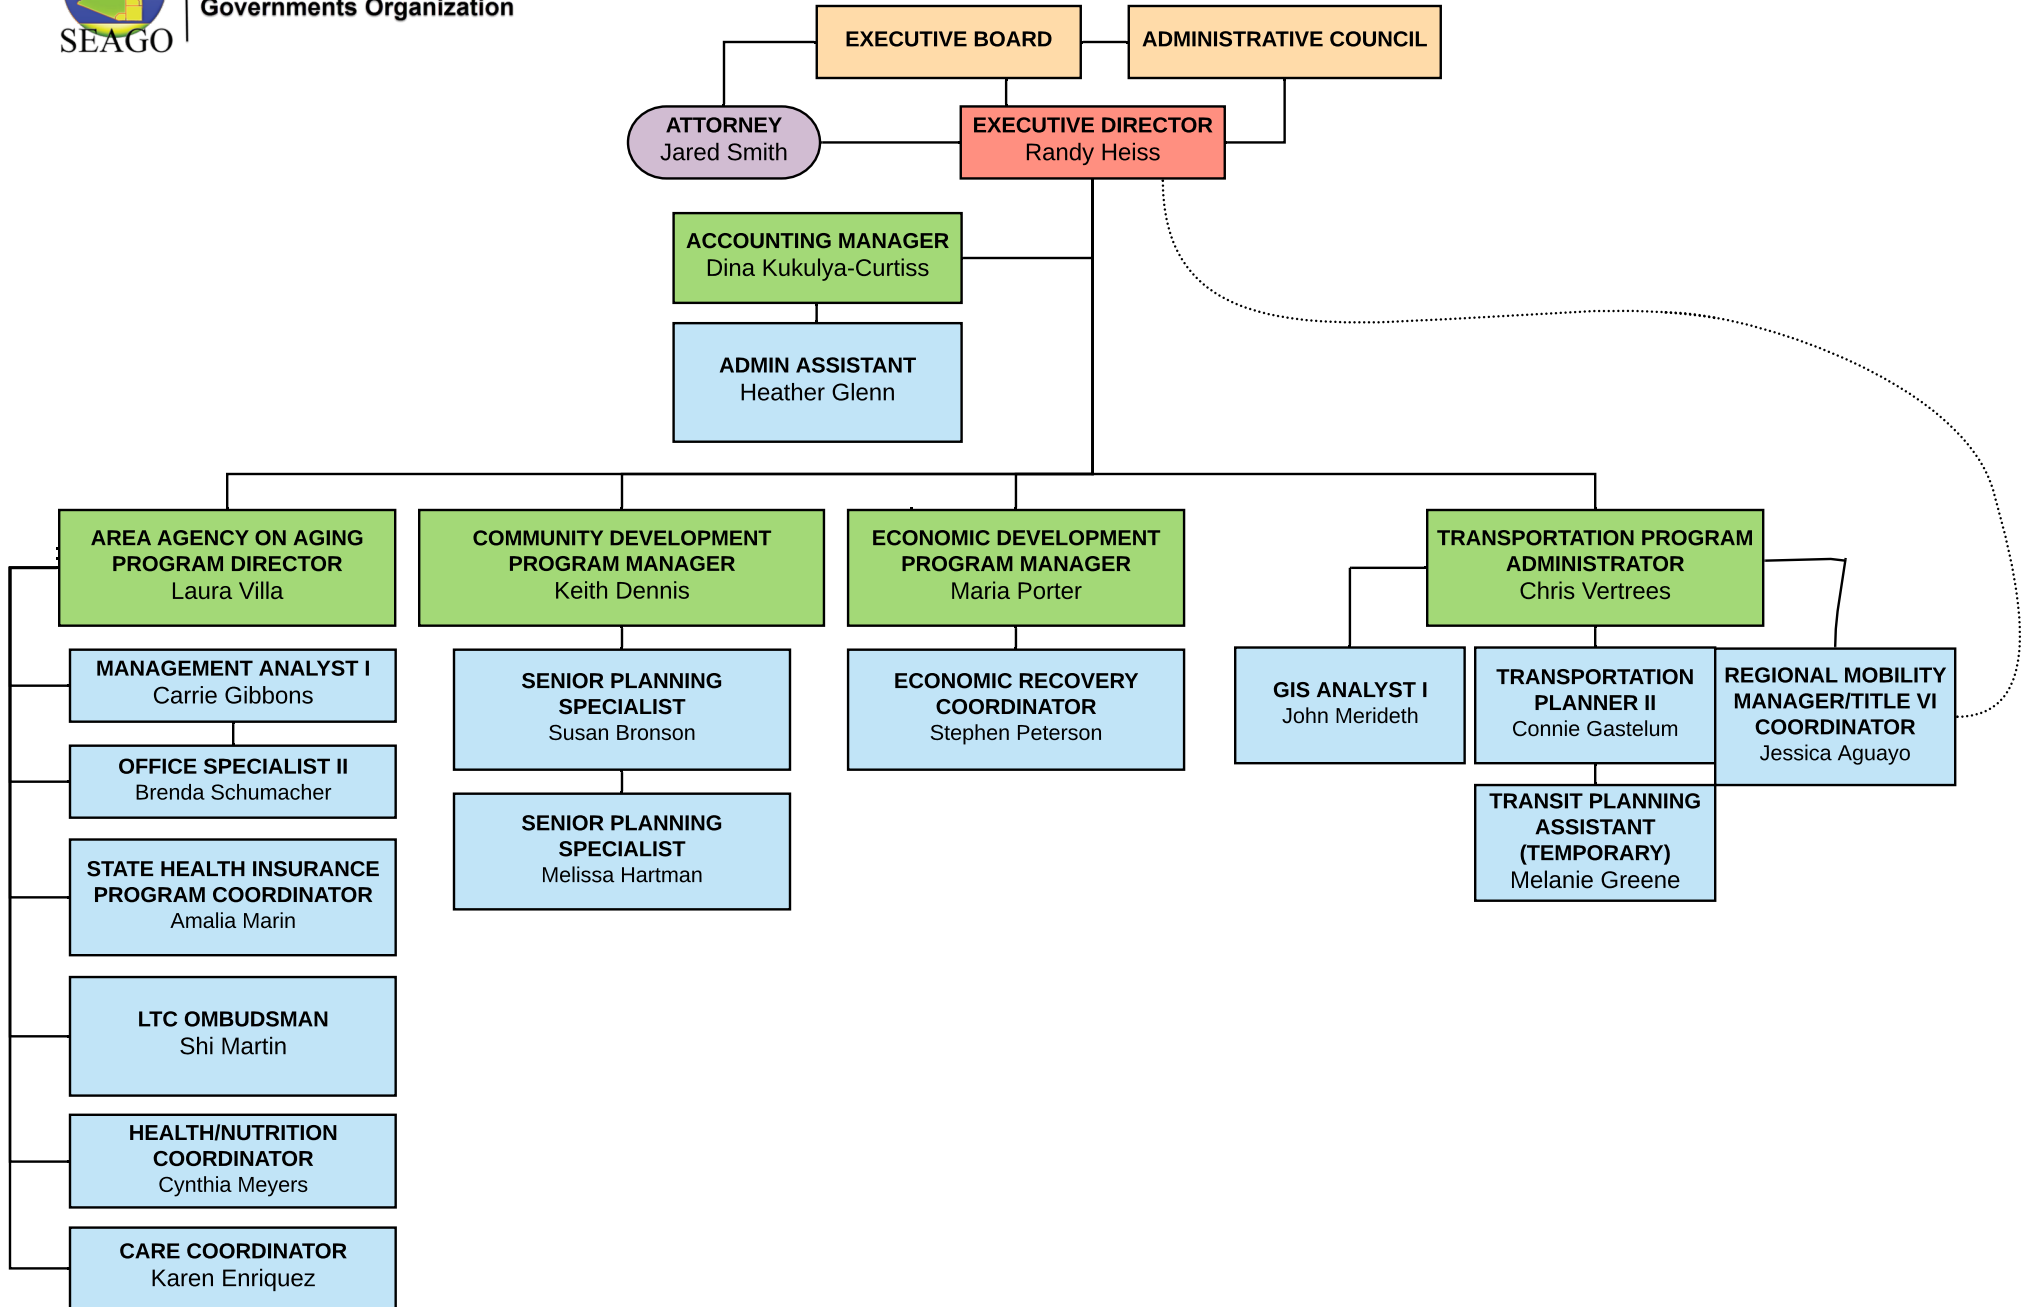 Governments Organization
SEAGO
EXECUTIVE BOARD
ADMINISTRATIVE COUNCIL
ATTORNEY
Jared Smith
EXECUTIVE DIRECTOR
Randy Heiss
ACCOUNTING MANAGER
Dina Kukulya-Curtiss
ADMIN ASSISTANT
Heather Glenn
AREA AGENCY ON AGING
PROGRAM DIRECTOR
Laura Villa
COMMUNITY DEVELOPMENT
PROGRAM MANAGER
Keith Dennis
ECONOMIC DEVELOPMENT
PROGRAM MANAGER
Maria Porter
TRANSPORTATION PROGRAM
ADMINISTRATOR
Chris Vertrees
MANAGEMENT ANALYST I
Carrie Gibbons
OFFICE SPECIALIST II
Brenda Schumacher
STATE HEALTH INSURANCE
PROGRAM COORDINATOR
Amalia Marin
LTC OMBUDSMAN
Shi Martin
HEALTH/NUTRITION
COORDINATOR
Cynthia Meyers
CARE COORDINATOR
Karen Enriquez
SENIOR PLANNING
SPECIALIST
Susan Bronson
SENIOR PLANNING
SPECIALIST
Melissa Hartman
ECONOMIC RECOVERY
COORDINATOR
Stephen Peterson
GIS ANALYST I
John Merideth
TRANSPORTATION
PLANNER II
Connie Gastelum
TRANSIT PLANNING
ASSISTANT
(TEMPORARY)
Melanie Greene
REGIONAL MOBILITY
MANAGER/TITLE VI
COORDINATOR
Jessica Aguayo